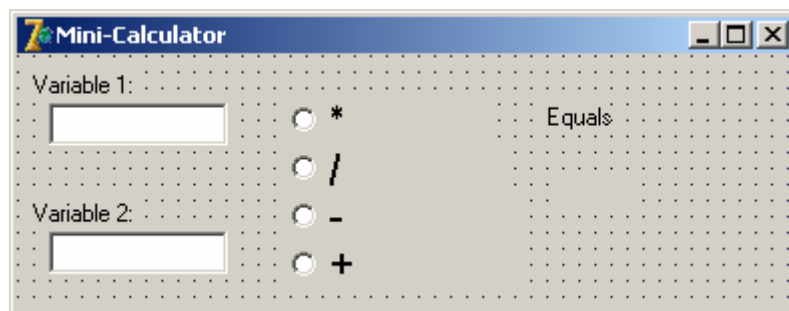 Mini-Calculator
Variable 1:
*
Equals
/
Variable 2:
-
+